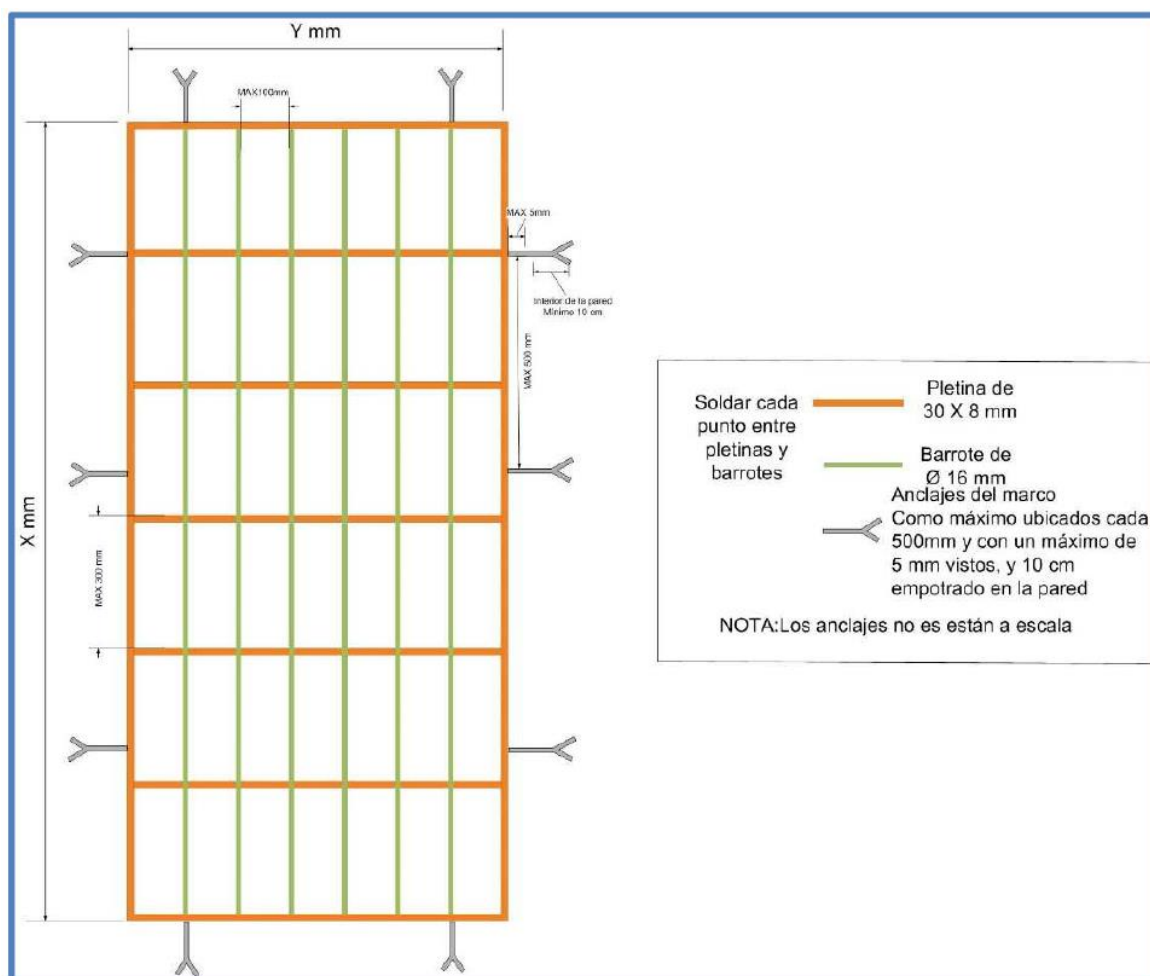 Y mm
MAX100mm
MAX 5mm
Interior de la pared
Mínimo 10 cm
MAX 500 mm
X mm
MAX 300 mm
Soldar cada
punto entre
pletinas y
barrotes
Pletina de
30 X 8 mm
Barrote de
Ø 16 mm
Anclajes del marco
Como máximo ubicados cada
500mm y con un máximo de
5 mm vistos, y 10 cm
empotrado en la pared
NOTA:Los anclajes no es están a escala